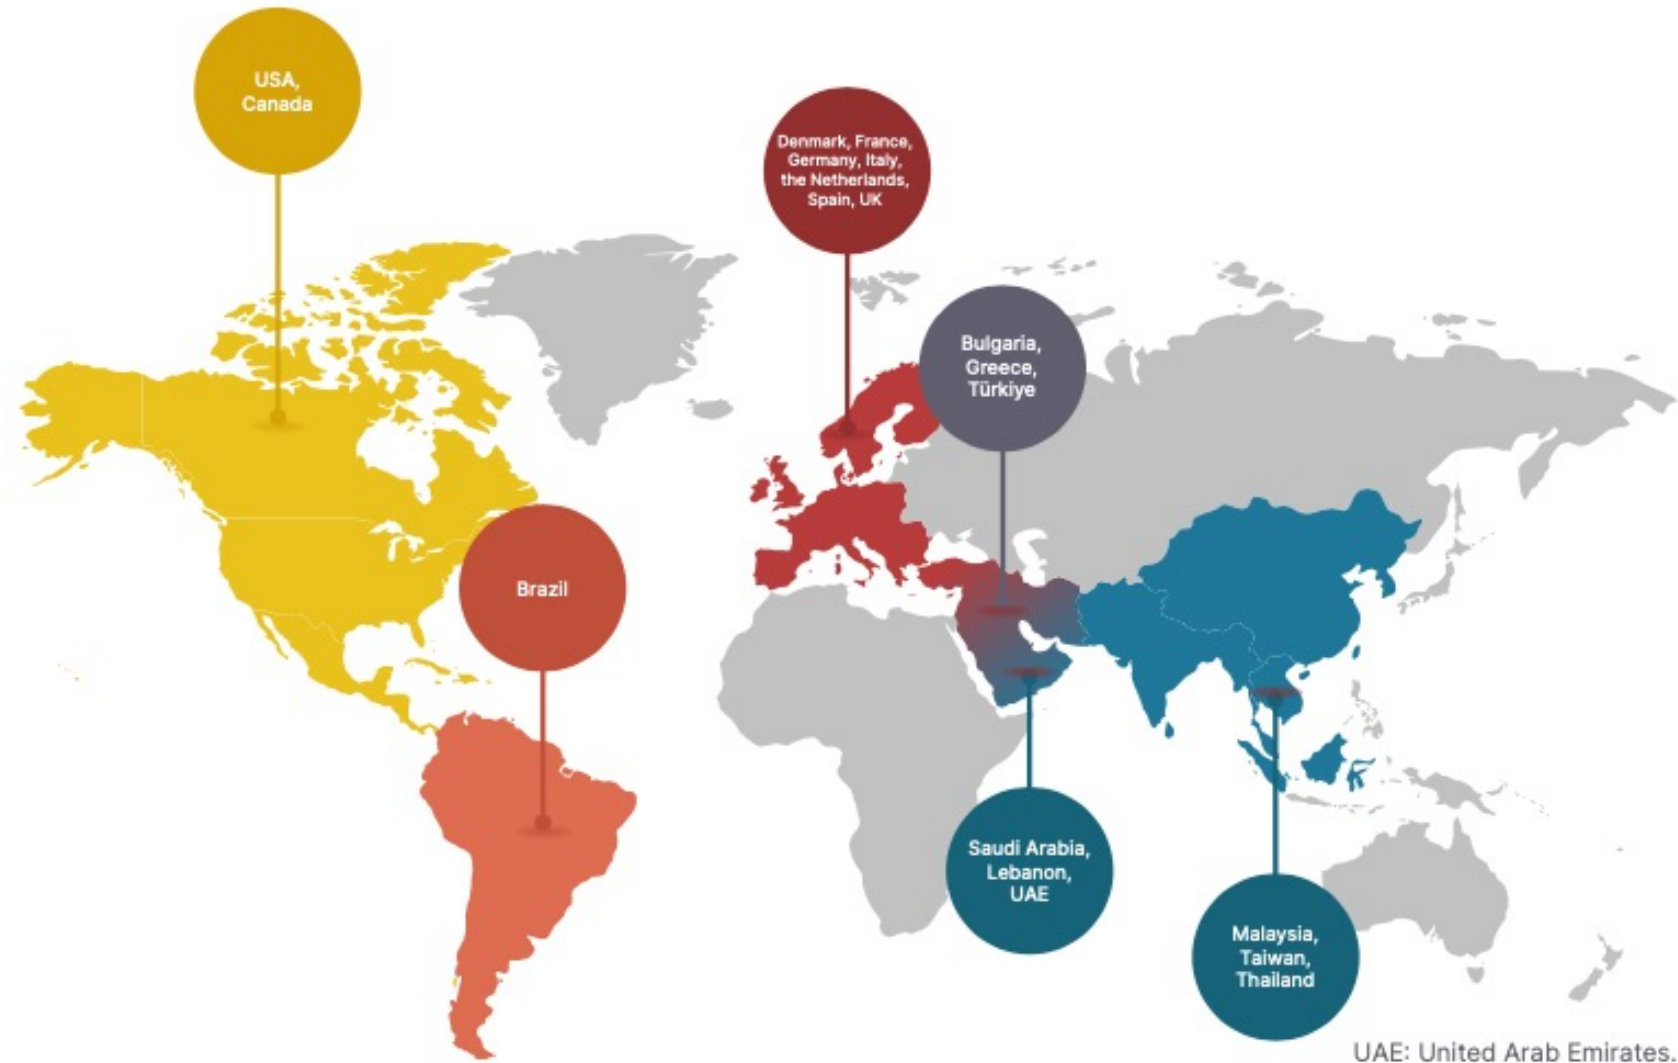 USA,
Canada
Denmark, France,
Germany, Italy,
the Netherlands,
Spain, UK
Bulgaria,
Greece,
Türkiye
Brazil
Saudi Arabia,
Lebanon,
UAE
Malaysia,
Taiwan,
Thailand
UAE: United Arab Emirates.